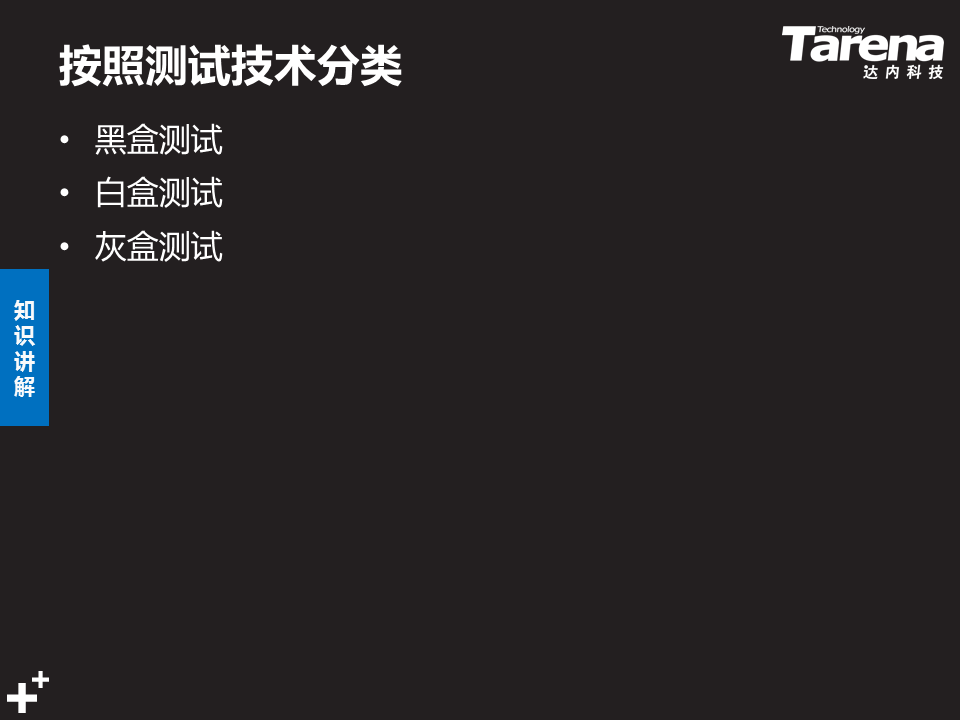 按照测试技术分类
Technology
Tarena
达内科技
• 黑盒测试
• 白盒测试
• 灰盒测试
知
识
讲
解